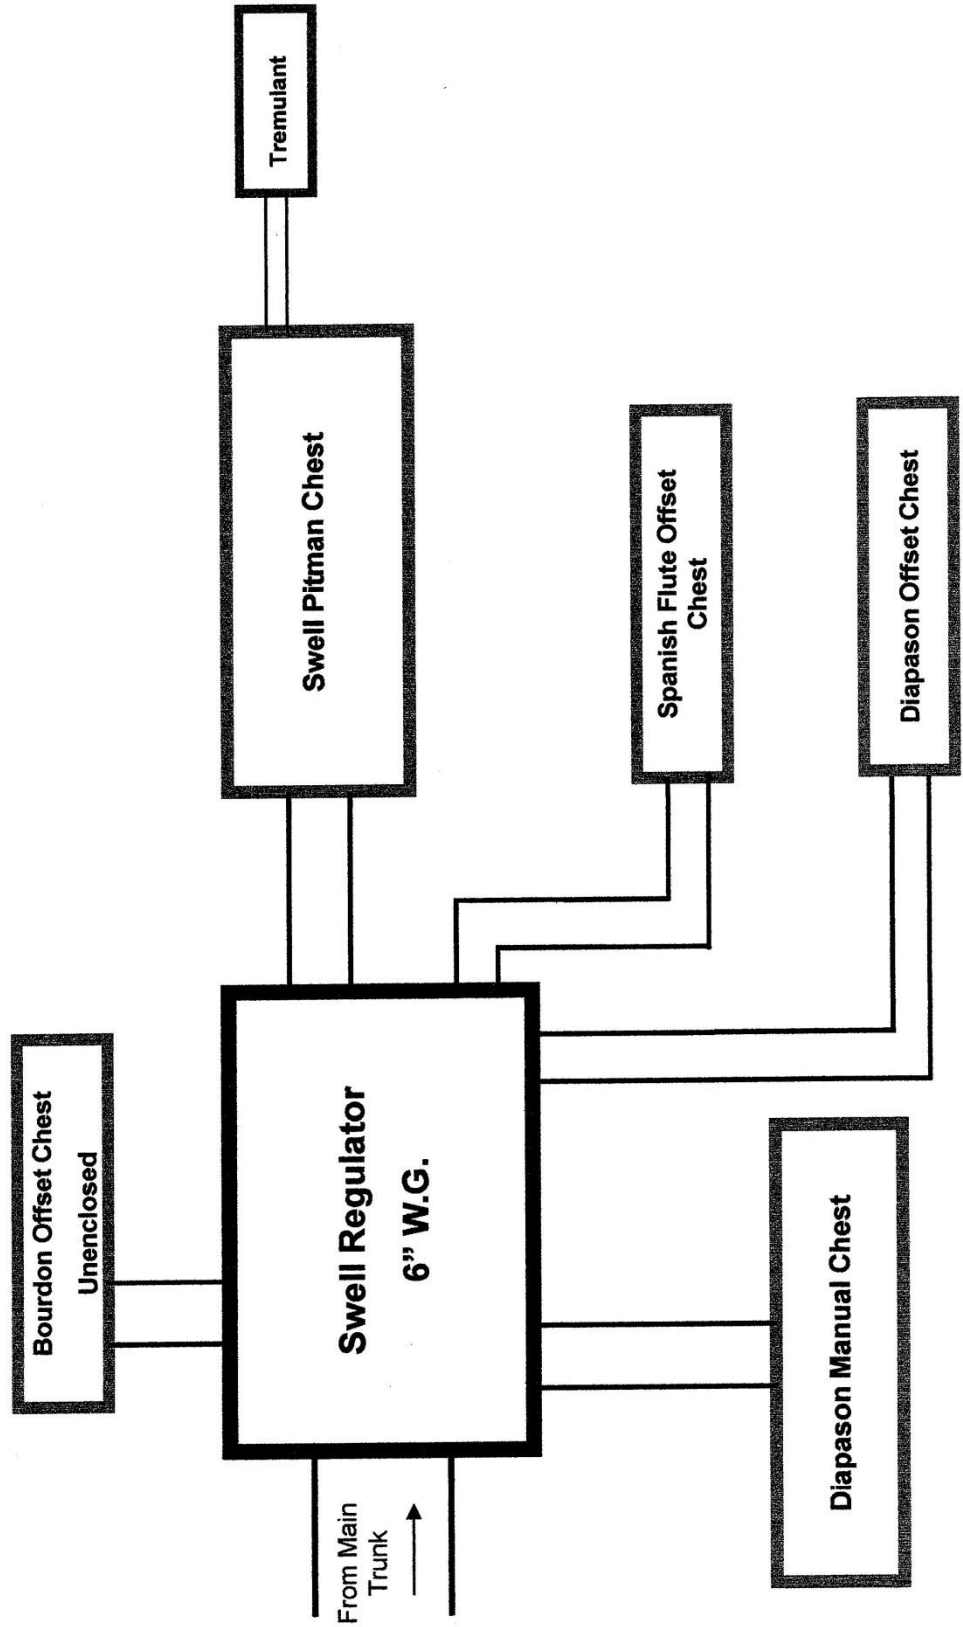 Bourdon Offset Chest
Unenclosed
From Main
Trunk
Swell Regulator
6” W.G.
Swell Pitman Chest
Tremulant
Spanish Flute Offset
Chest
Diapason Manual Chest
Diapason Offset Chest